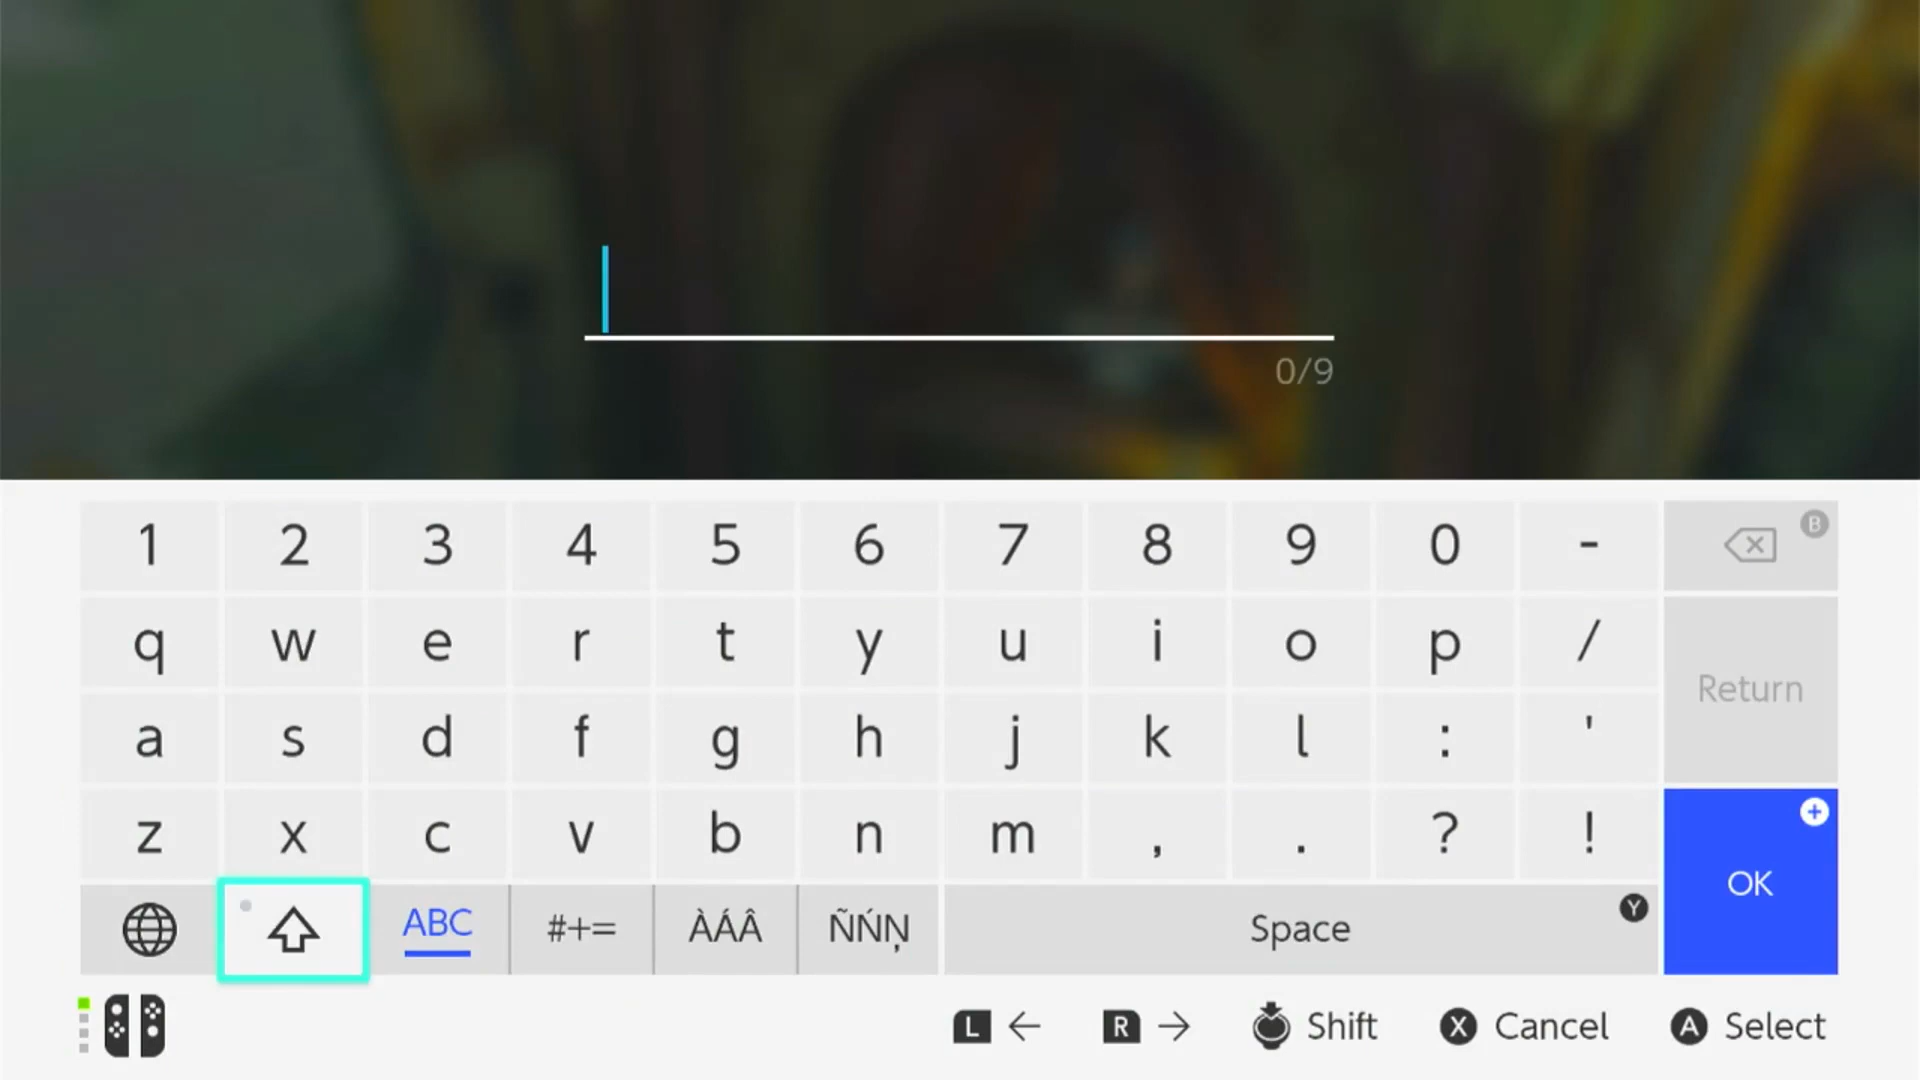 0/9
1 2 3 4 5 6 7 8 9 0 - B
q w e r t y u i o p /
Return
a s d f g h j k l : '
z x c v b n m , . ? !
OK
ABC #+= ÀÁÂ ÑŃŅ Space Y
L ← R → Shift X Cancel A Select